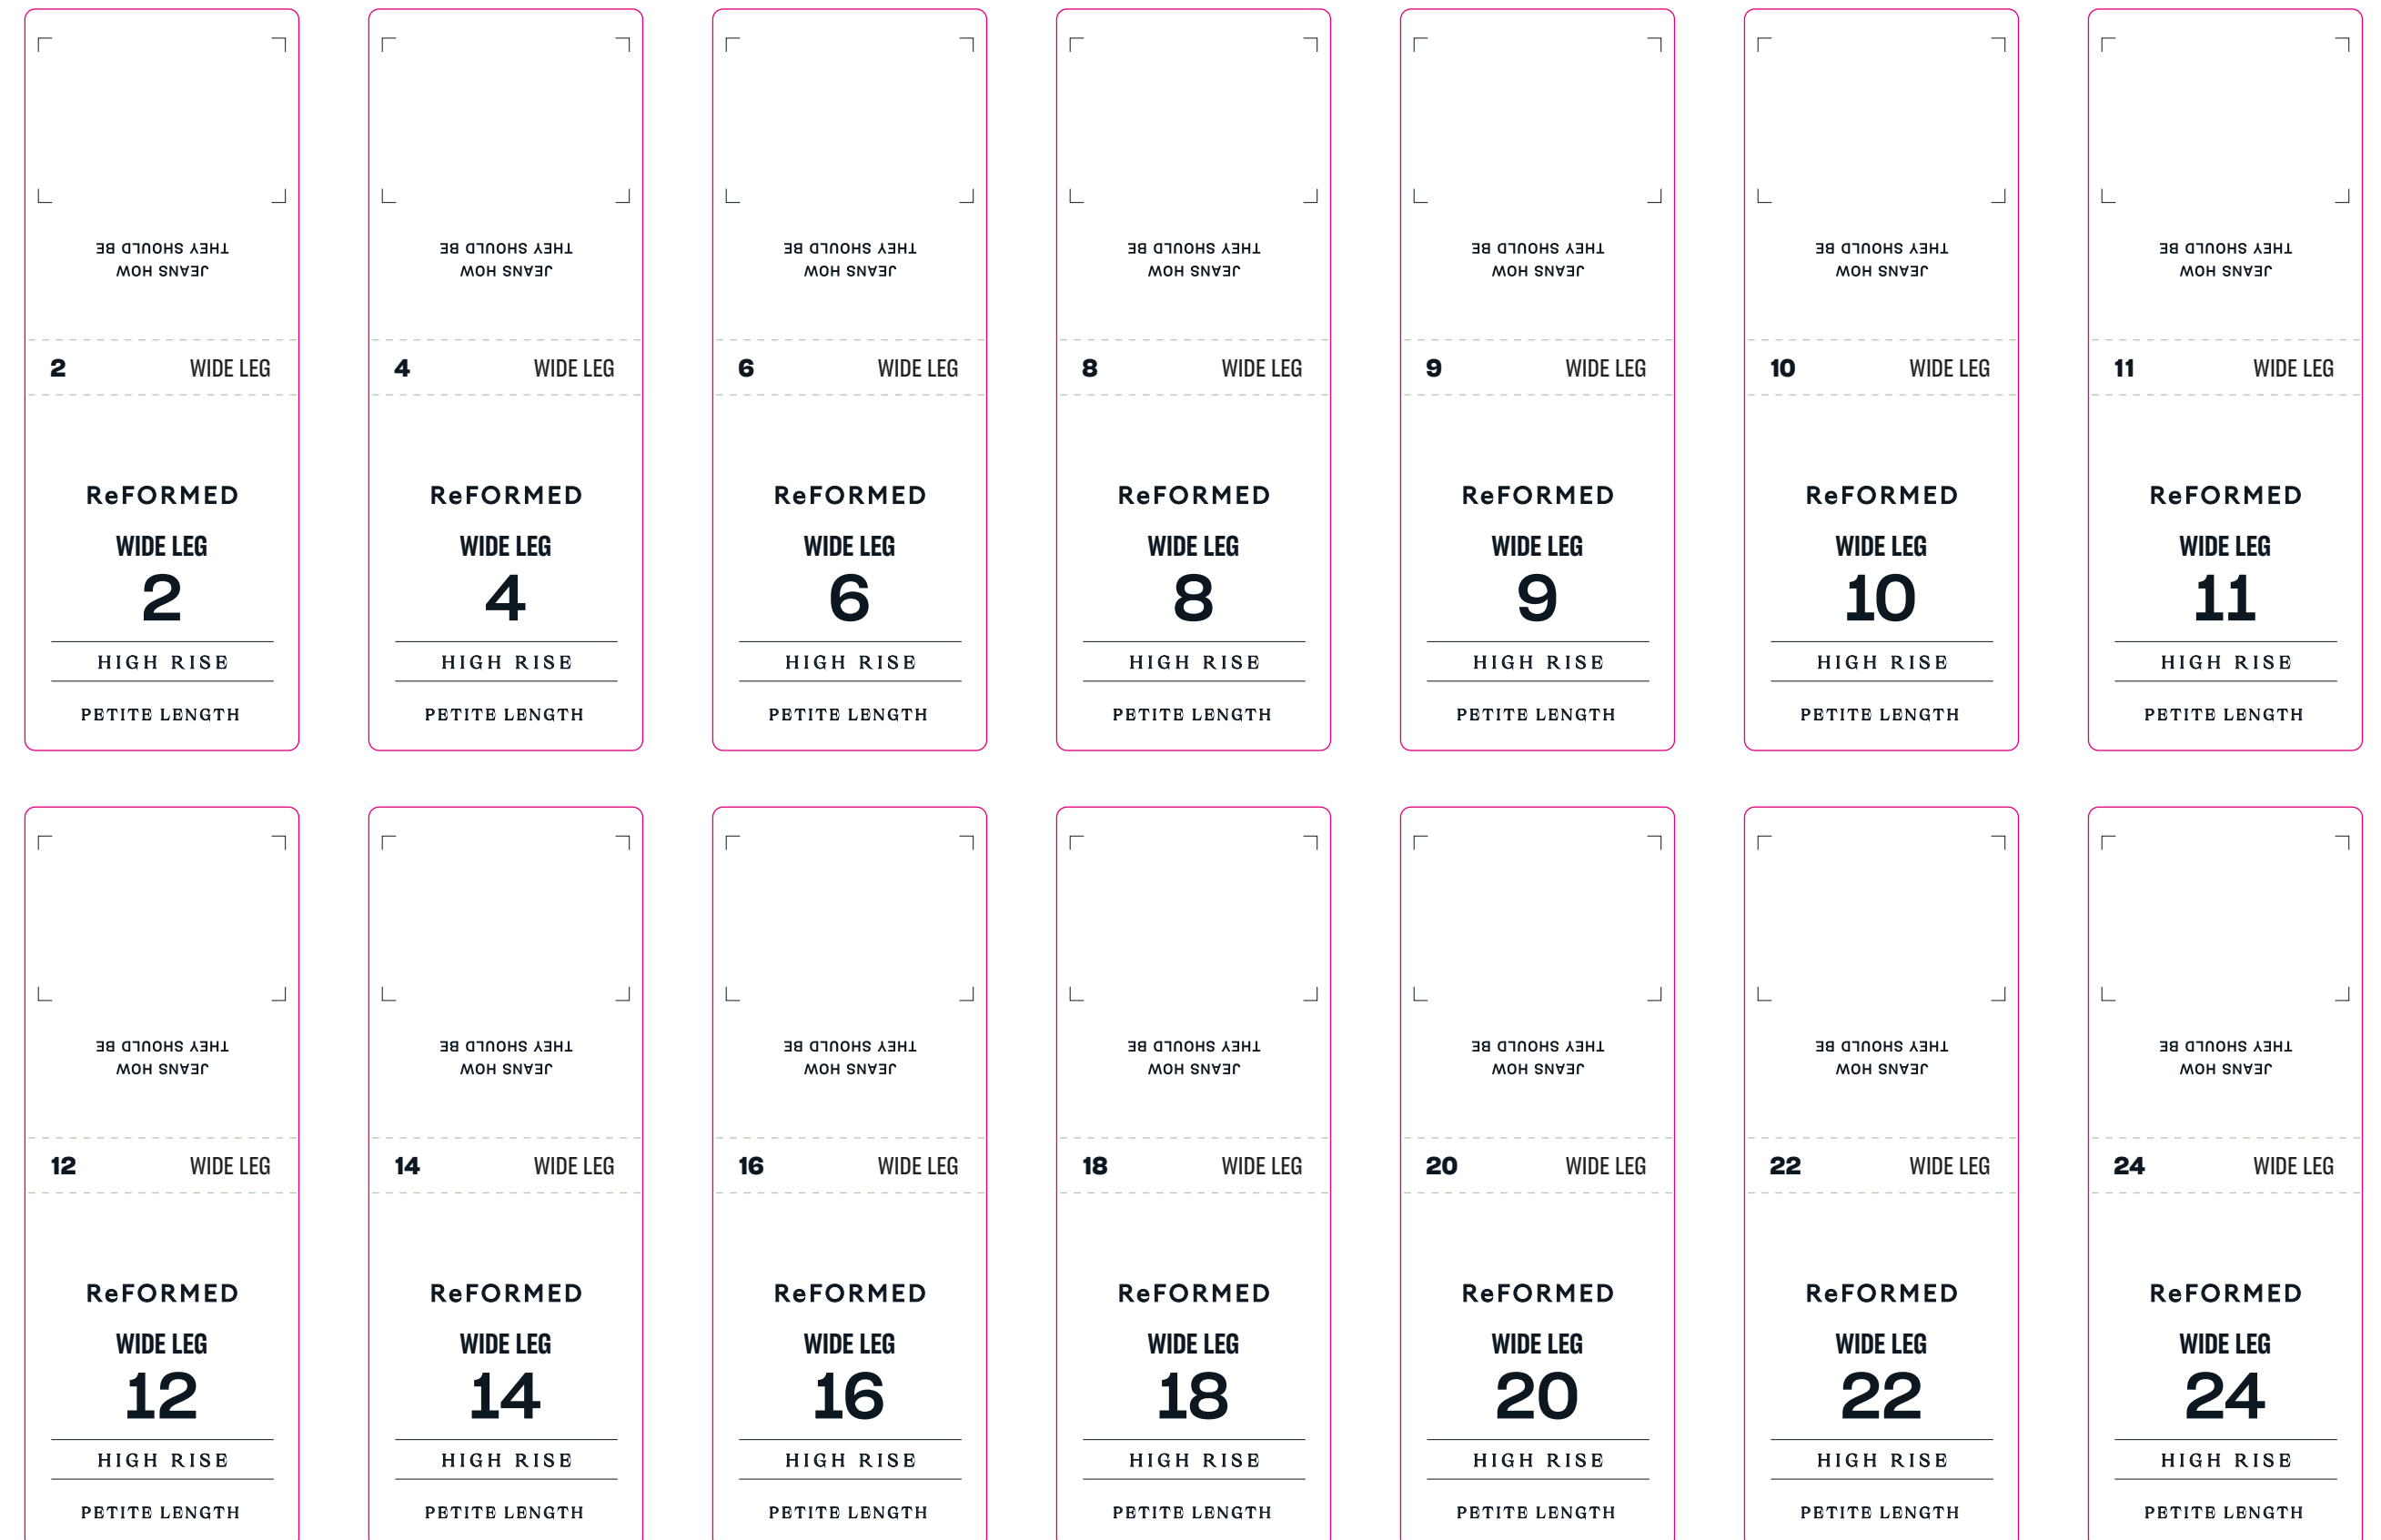 THEY SHOULD BE
JEANS HOW
2 WIDE LEG
ReFORMED
WIDE LEG
2
HIGH RISE
PETITE LENGTH
THEY SHOULD BE
JEANS HOW
4 WIDE LEG
ReFORMED
WIDE LEG
4
HIGH RISE
PETITE LENGTH
THEY SHOULD BE
JEANS HOW
6 WIDE LEG
ReFORMED
WIDE LEG
6
HIGH RISE
PETITE LENGTH
THEY SHOULD BE
JEANS HOW
8 WIDE LEG
ReFORMED
WIDE LEG
8
HIGH RISE
PETITE LENGTH
THEY SHOULD BE
JEANS HOW
9 WIDE LEG
ReFORMED
WIDE LEG
9
HIGH RISE
PETITE LENGTH
THEY SHOULD BE
JEANS HOW
10 WIDE LEG
ReFORMED
WIDE LEG
10
HIGH RISE
PETITE LENGTH
THEY SHOULD BE
JEANS HOW
11 WIDE LEG
ReFORMED
WIDE LEG
11
HIGH RISE
PETITE LENGTH
THEY SHOULD BE
JEANS HOW
12 WIDE LEG
ReFORMED
WIDE LEG
12
HIGH RISE
PETITE LENGTH
THEY SHOULD BE
JEANS HOW
14 WIDE LEG
ReFORMED
WIDE LEG
14
HIGH RISE
PETITE LENGTH
THEY SHOULD BE
JEANS HOW
16 WIDE LEG
ReFORMED
WIDE LEG
16
HIGH RISE
PETITE LENGTH
THEY SHOULD BE
JEANS HOW
18 WIDE LEG
ReFORMED
WIDE LEG
18
HIGH RISE
PETITE LENGTH
THEY SHOULD BE
JEANS HOW
20 WIDE LEG
ReFORMED
WIDE LEG
20
HIGH RISE
PETITE LENGTH
THEY SHOULD BE
JEANS HOW
22 WIDE LEG
ReFORMED
WIDE LEG
22
HIGH RISE
PETITE LENGTH
THEY SHOULD BE
JEANS HOW
24 WIDE LEG
ReFORMED
WIDE LEG
24
HIGH RISE
PETITE LENGTH